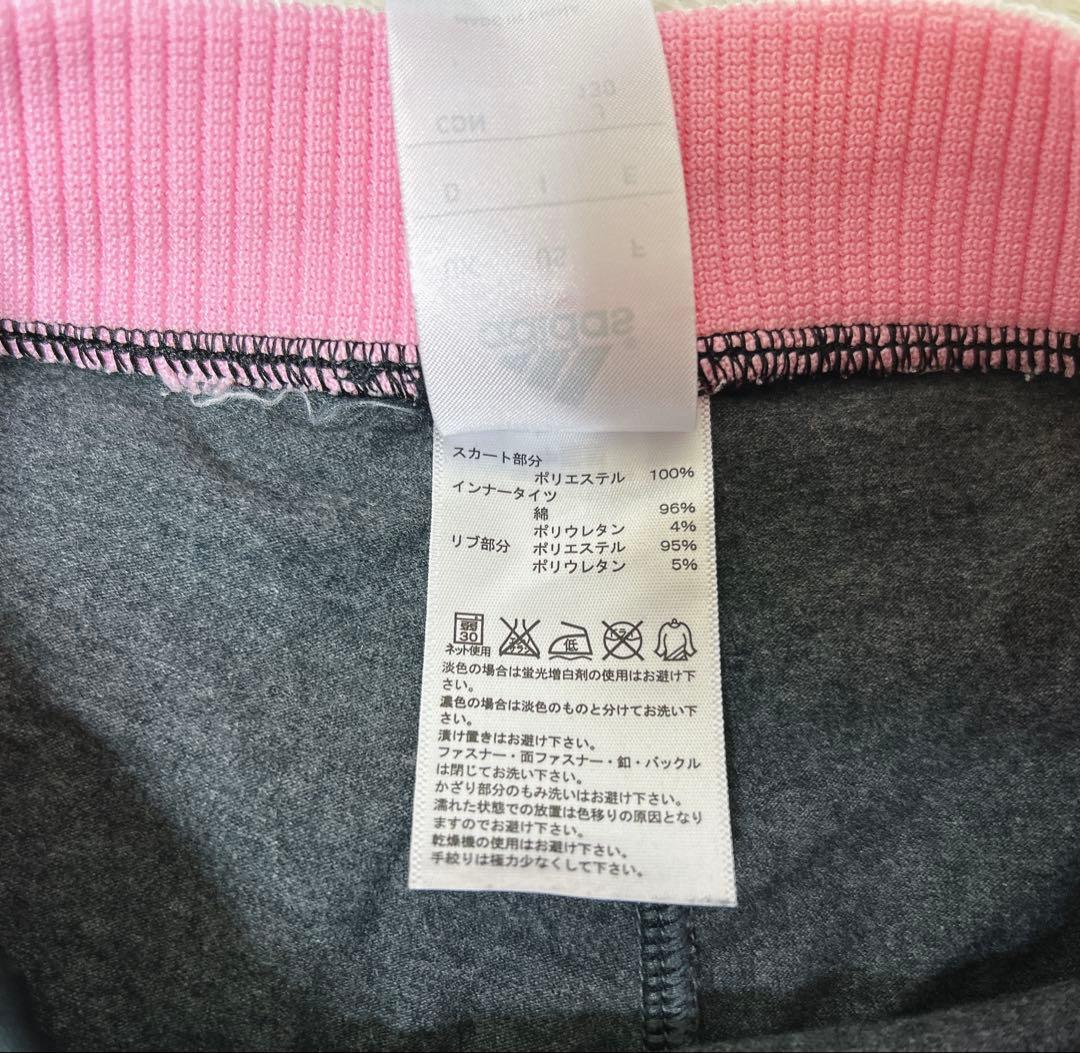 スカート部分
ポリエステル 100%
インナータイツ
綿 96%
ポリウレタン 4%
リブ部分 ポリエステル 95%
ポリウレタン 5%
弱
30
ネット使用
低
淡色の場合は蛍光増白剤の使用はお避け下
さい。
濃色の場合は淡色のものと分けてお洗い下
さい。
漬け置きはお避け下さい。
ファスナー・面ファスナー・釦・バックル
は閉じてお洗い下さい。
かざり部分のもみ洗いはお避け下さい。
濡れた状態での放置は色移りの原因となり
ますのでお避け下さい。
乾燥機の使用はお避け下さい。
手絞りは極力少なくして下さい。